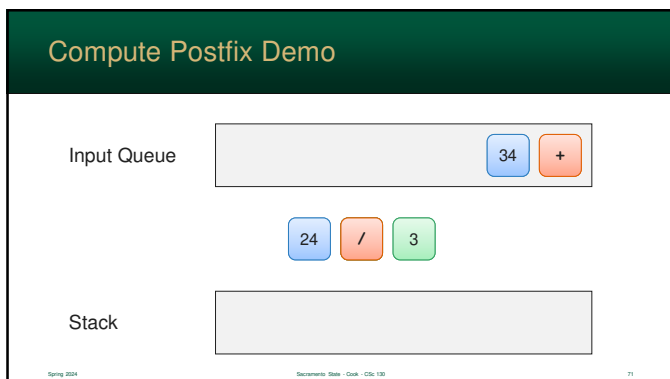 Compute Postfix Demo
Input Queue 34 +
24 / 3
Stack
Spring 2024 Sacramento State - Cook - CSc 130 71